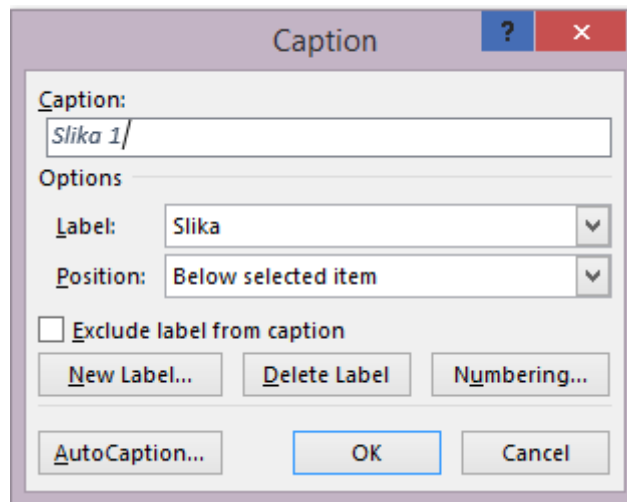 Caption ? ×
Caption:
Slika 1
Options
Label: Slika
Position: Below selected item
Exclude label from caption
New Label... Delete Label Numbering...
AutoCaption... OK Cancel